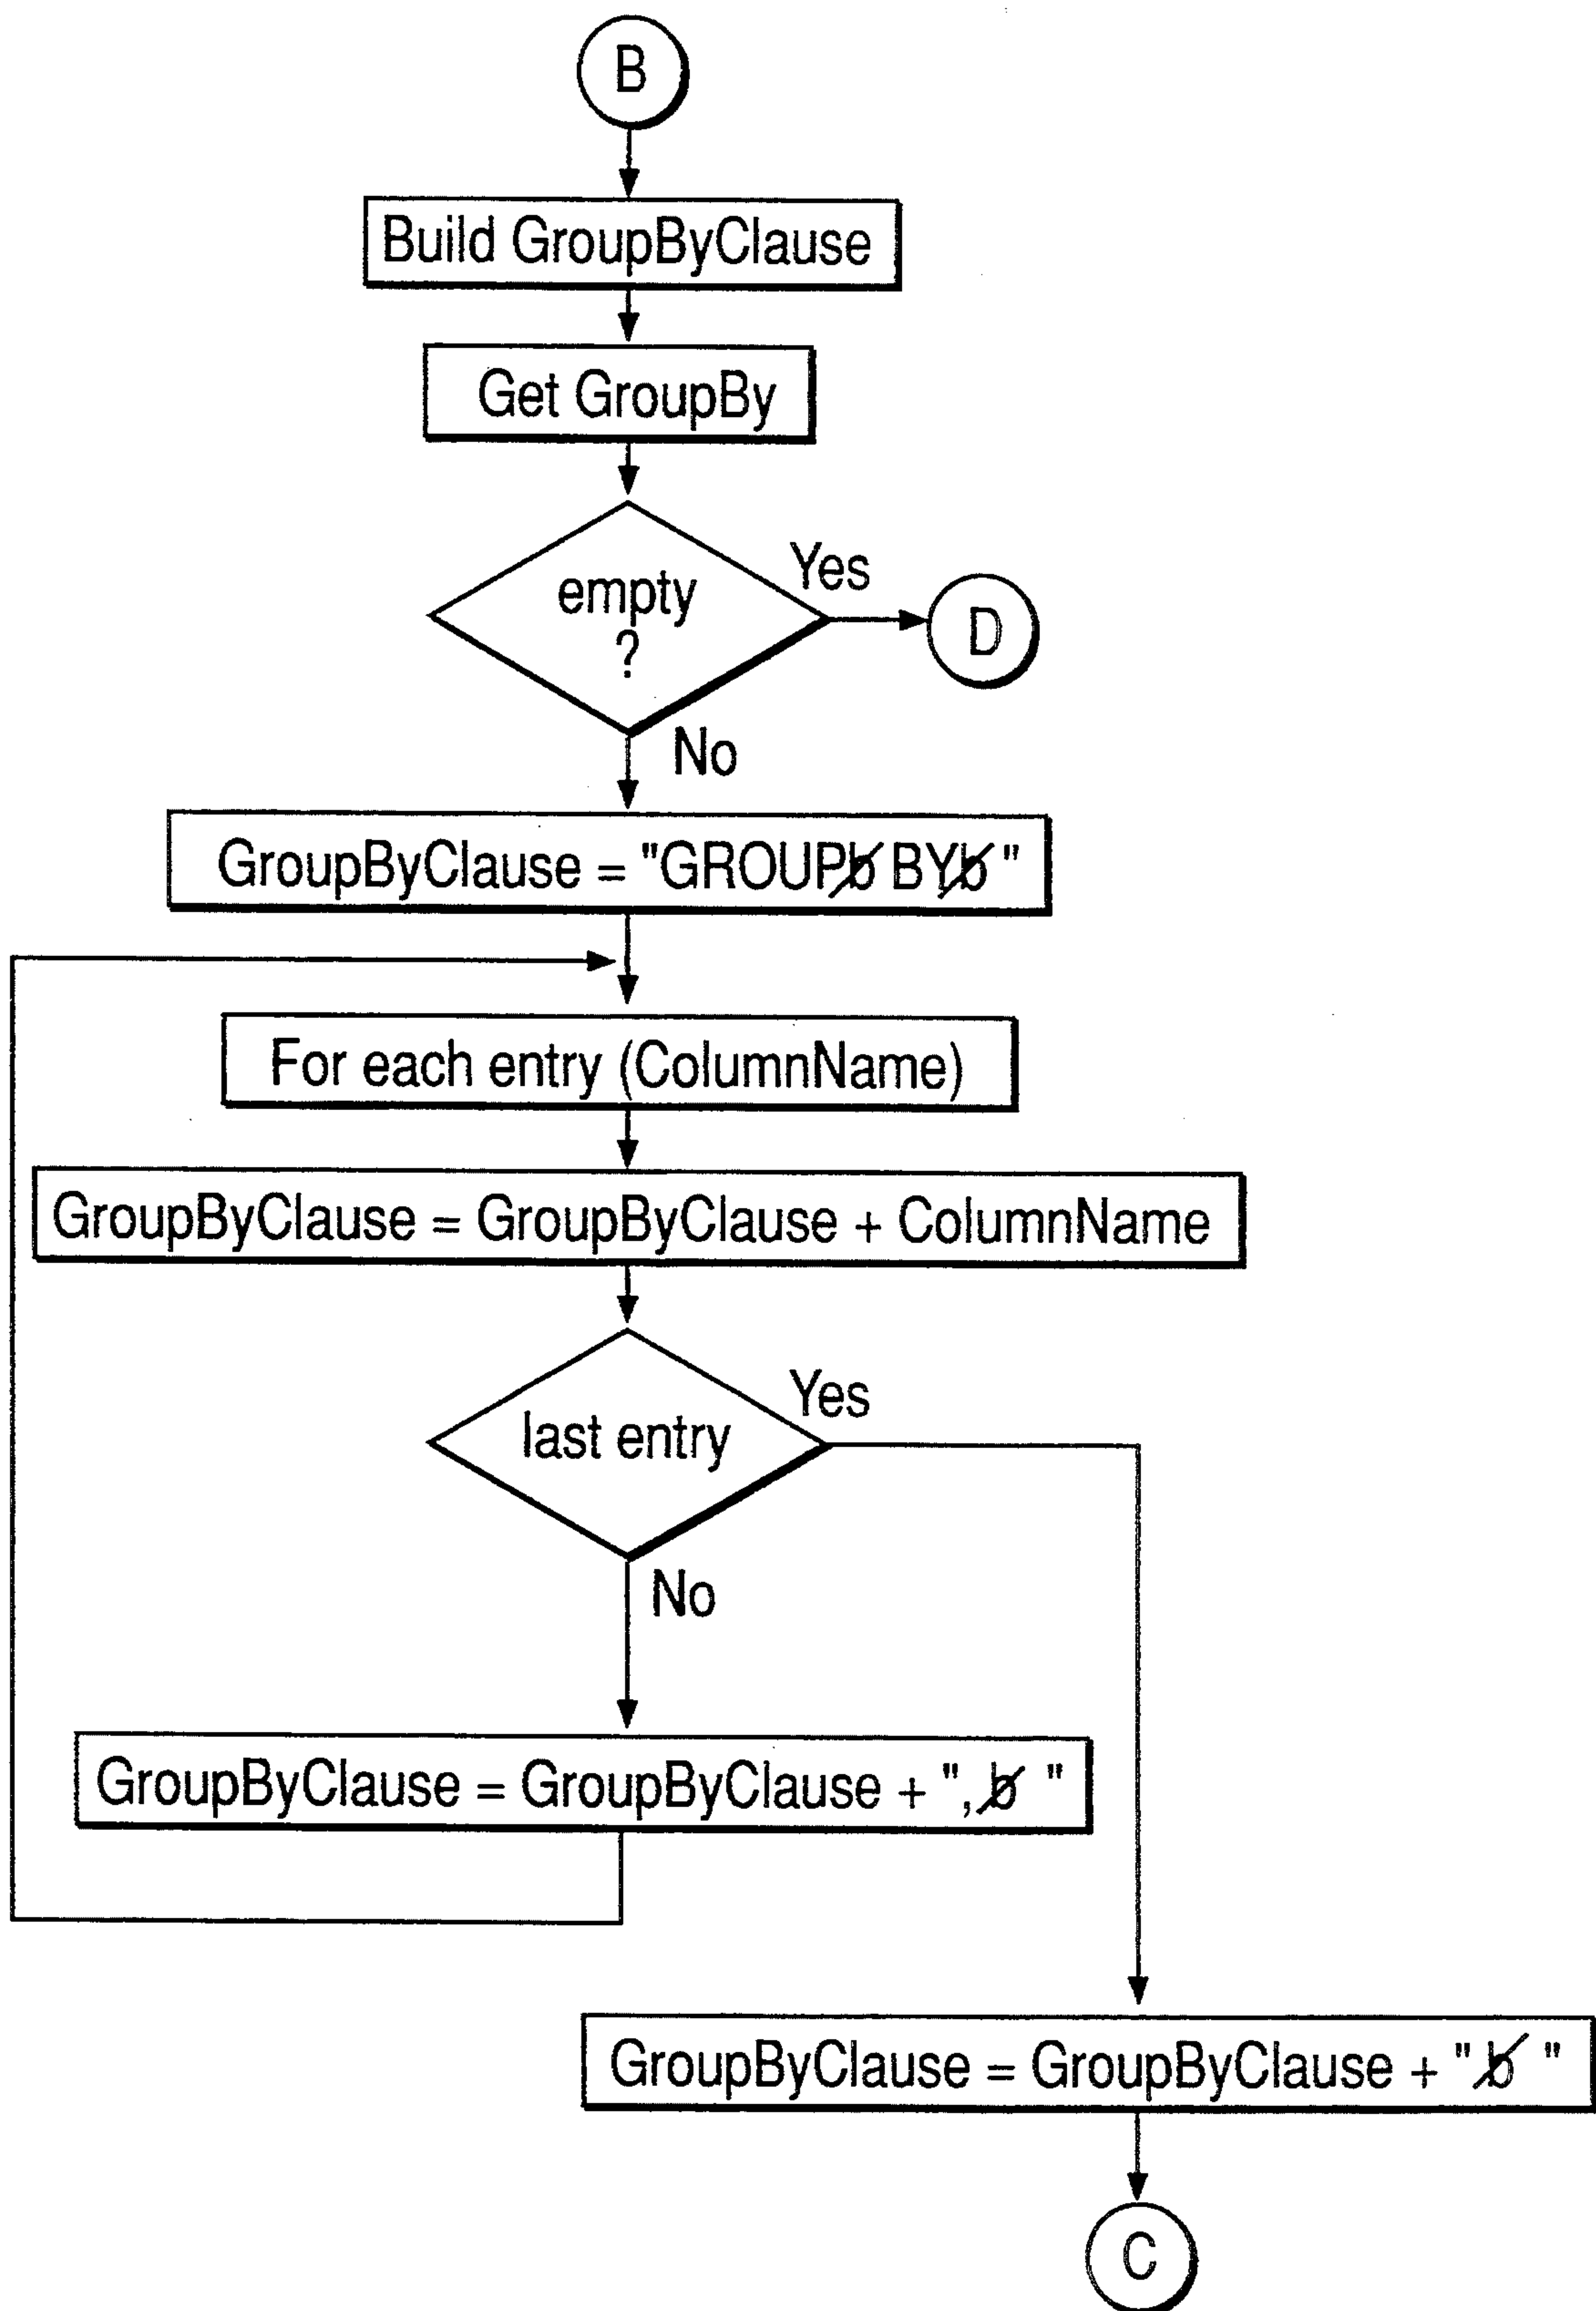 B
Build GroupByClause
Get GroupBy
empty
?
Yes
D
No
GroupByClause = "GROUPb̸ BYb̸ "
For each entry (ColumnName)
GroupByClause = GroupByClause + ColumnName
last entry
Yes
No
GroupByClause = GroupByClause + ",b̸ "
GroupByClause = GroupByClause + " b̸ "
C